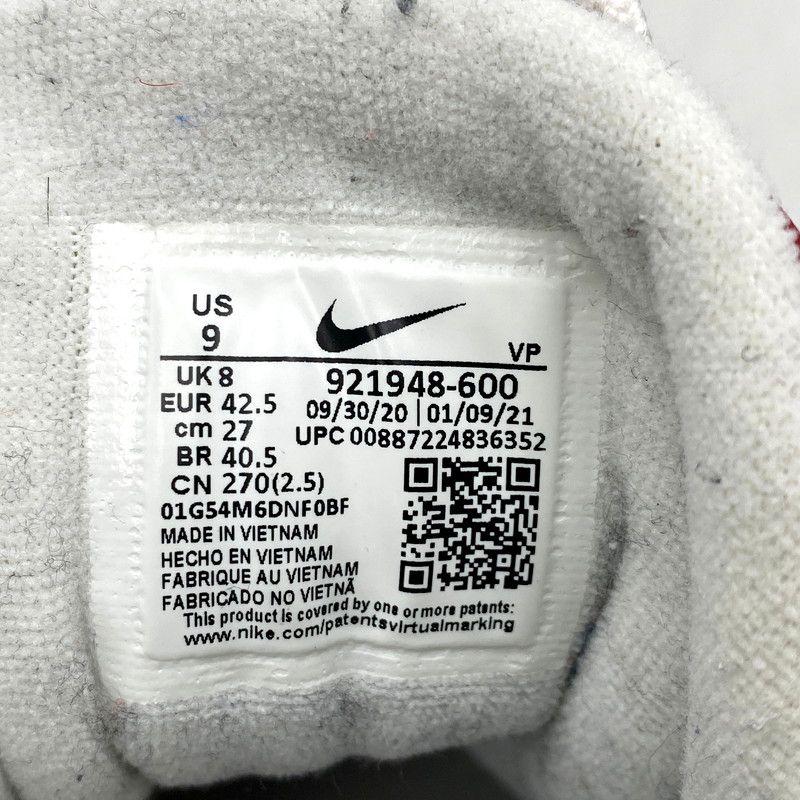 US
9
VP
UK 8
EUR 42.5
cm 27
BR 40.5
CN 270(2.5)
921948-600
09/30/20 | 01/09/21
UPC 00887224836352
01G54M6DNF0BF
MADE IN VIETNAM
HECHO EN VIETNAM
FABRIQUE AU VIETNAM
FABRICADO NO VIETNÃ
This product is covered by one or more patents:
www.nike.com/patentsvirtualmarking